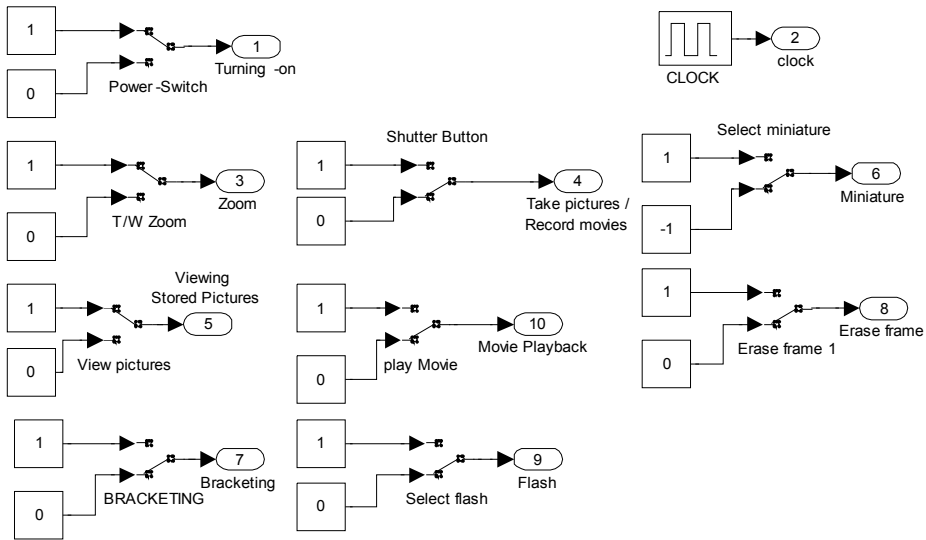 1
0
Power -Switch
1
Turning -on
CLOCK
2
clock
1
0
T/W Zoom
3
Zoom
Shutter Button
1
0
4
Take pictures /
Record movies
Select miniature
1
-1
6
Miniature
Viewing
Stored Pictures
1
0
View pictures
5
1
0
play Movie
10
Movie Playback
1
0
Erase frame 1
8
Erase frame
1
0
BRACKETING
7
Bracketing
1
0
Select flash
9
Flash